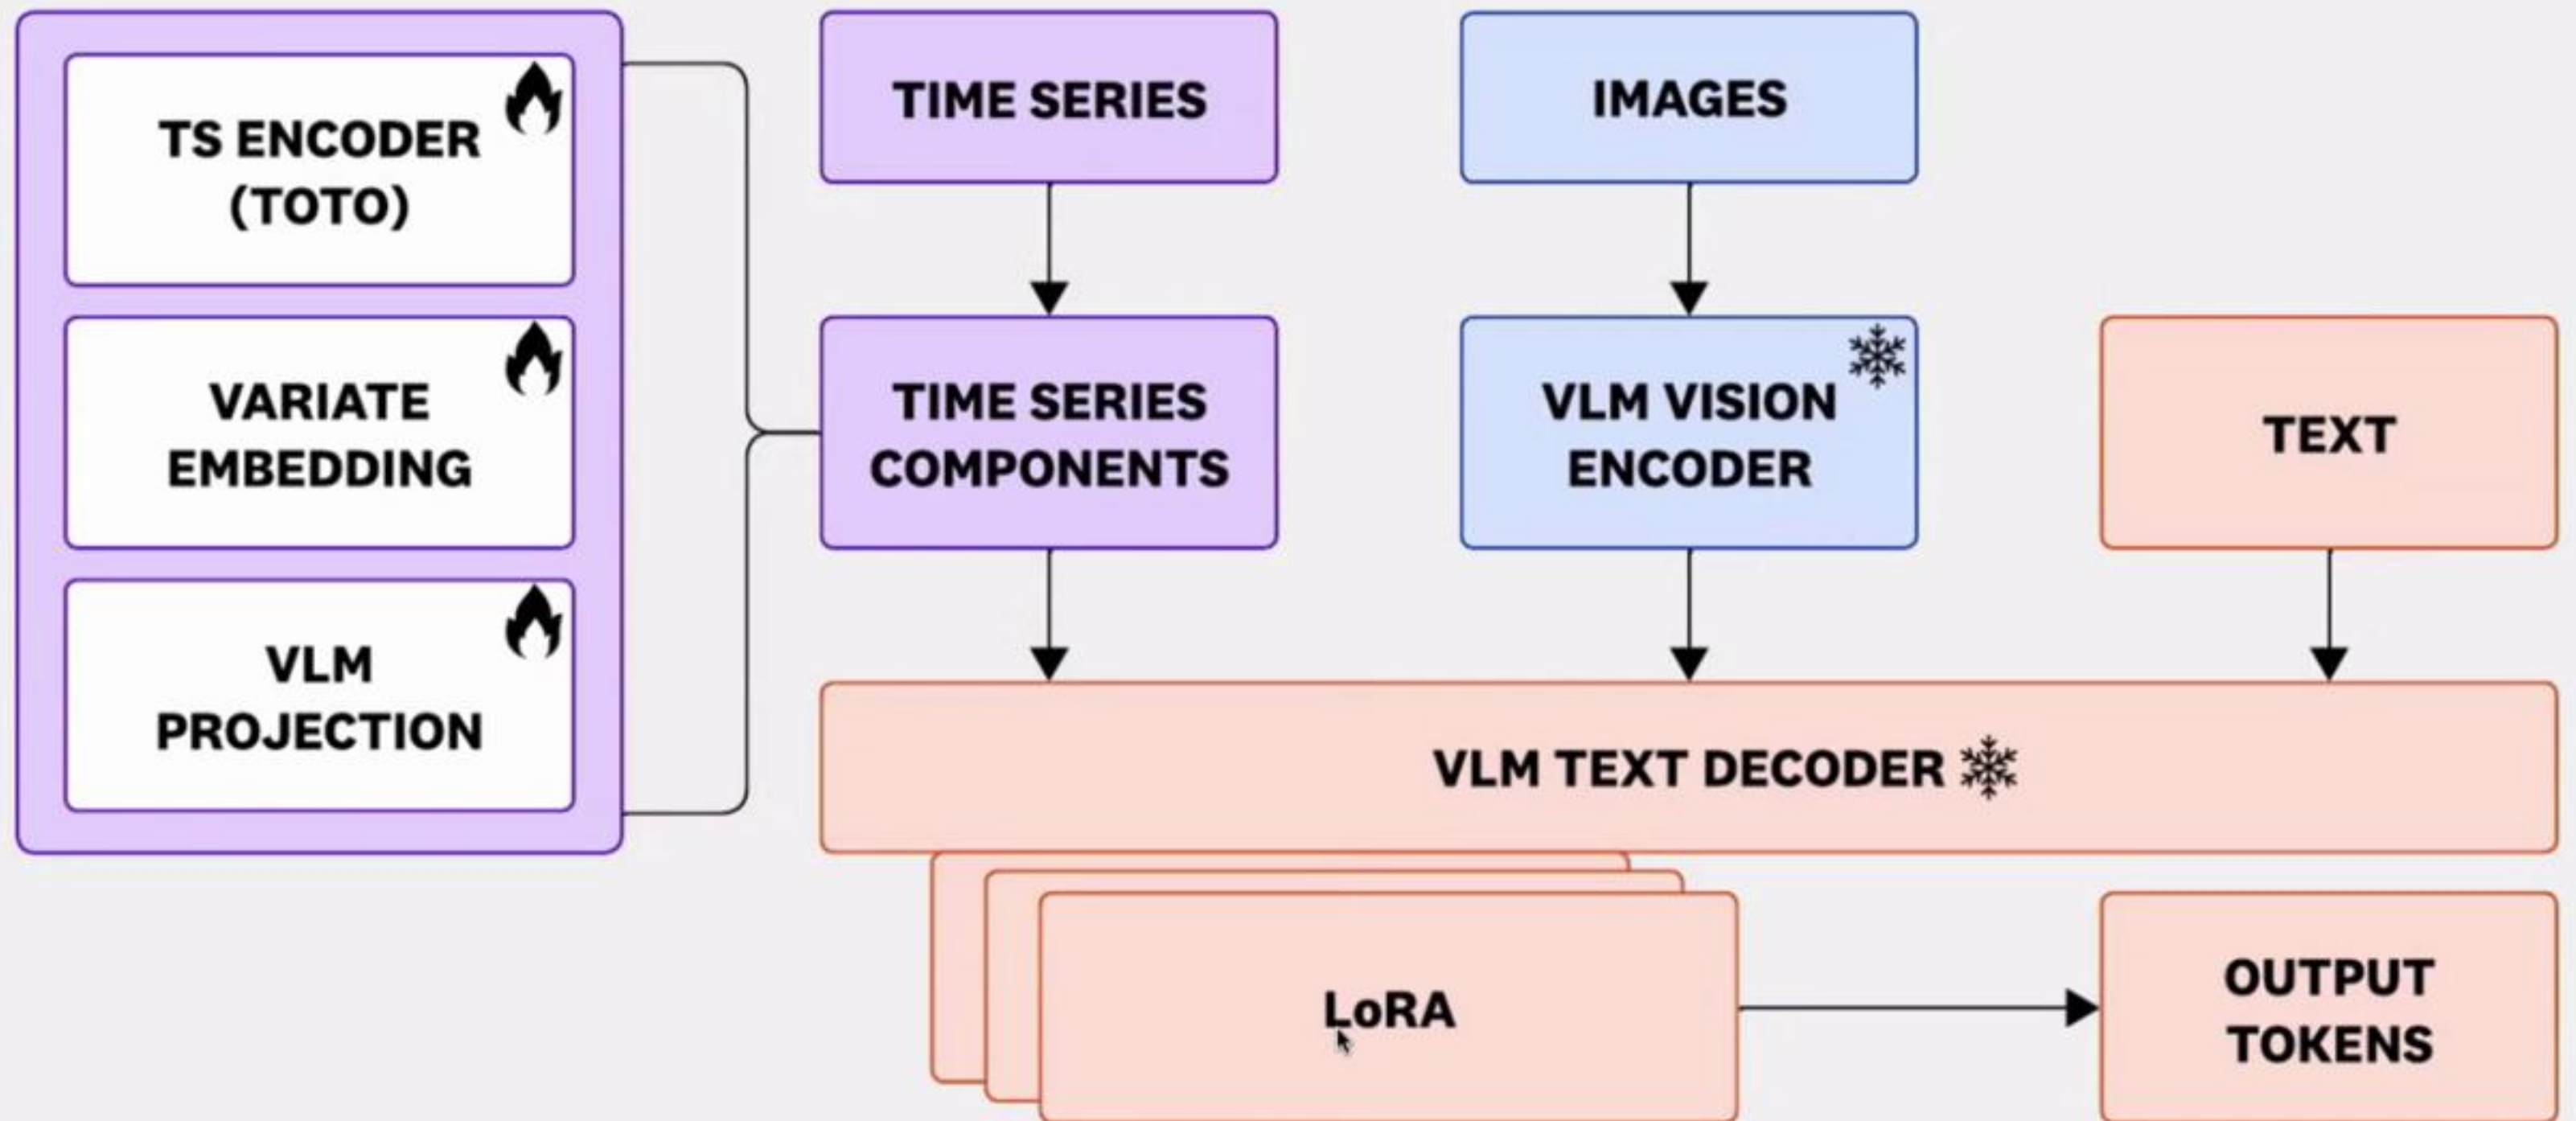 TS ENCODER
(TOTO)
VARIATE
EMBEDDING
VLM
PROJECTION
TIME SERIES
IMAGES
TIME SERIES
COMPONENTS
VLM VISION
ENCODER
TEXT
VLM TEXT DECODER
LoRA
OUTPUT
TOKENS